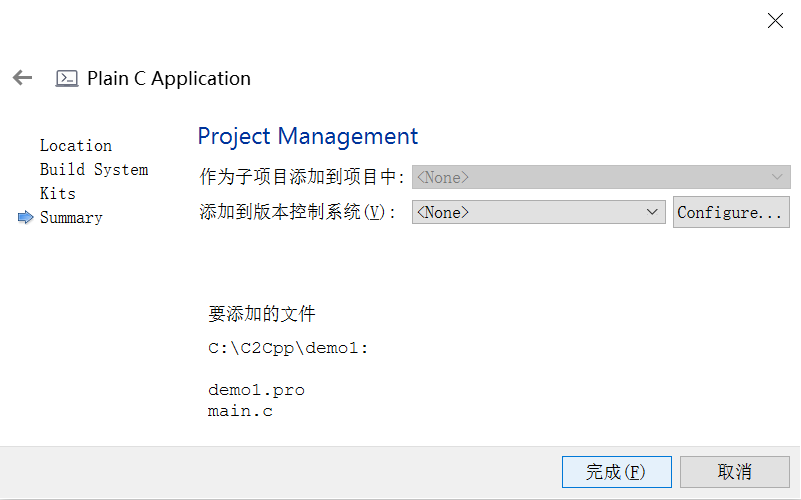 Plain C Application
Location
Build System
Kits
Summary
Project Management
作为子项目添加到项目中: <None>
添加到版本控制系统(V): <None> Configure...
要添加的文件
C:\C2Cpp\demo1:
demo1.pro
main.c
完成(F) 取消